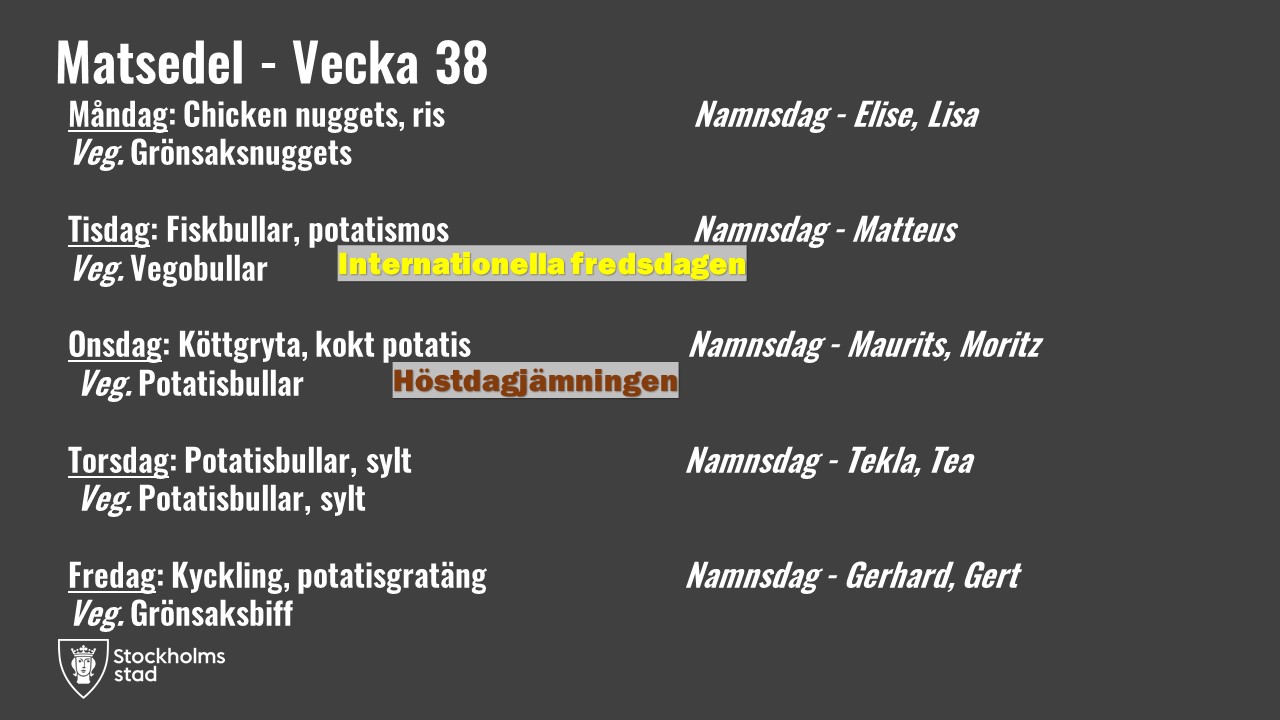 Matsedel - Vecka 38
Måndag: Chicken nuggets, ris
Namnsdag - Elise, Lisa
Veg. Grönsaksnuggets
Tisdag: Fiskbullar, potatismos
Namnsdag - Matteus
Veg. Vegobullar
Internationella fredsdagen
Onsdag: Köttgryta, kokt potatis
Namnsdag - Maurits, Moritz
Veg. Potatisbullar
Höstdagjämningen
Torsdag: Potatisbullar, sylt
Namnsdag - Tekla, Tea
Veg. Potatisbullar, sylt
Fredag: Kyckling, potatisgratäng
Namnsdag - Gerhard, Gert
Veg. Grönsaksbiff
Stockholms
stad